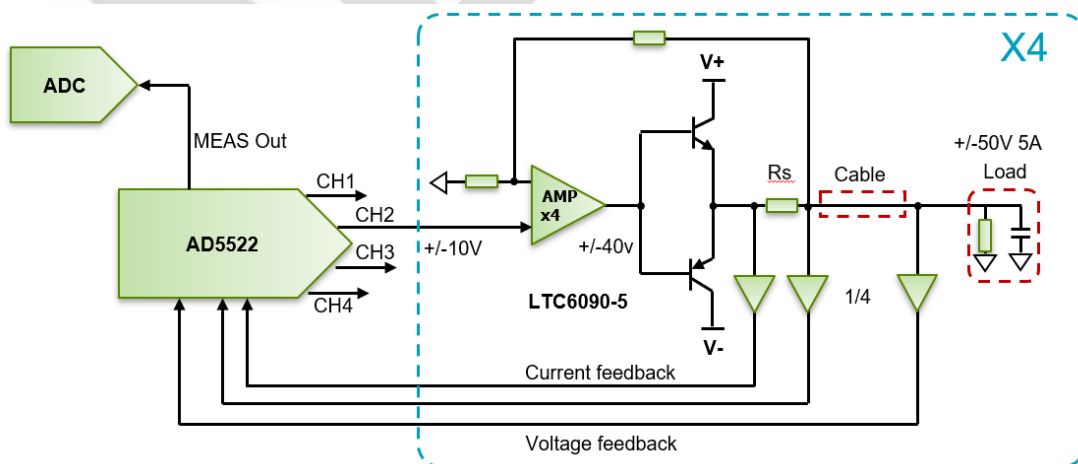 X4
V+
ADC
MEAS Out
+/-50V 5A
Load
Rs
Cable
CH1
CH2
AMP
x4
AD5522
+/-10V
+/-40v
CH3
CH4
LTC6090-5
1/4
V-
Current feedback
Voltage feedback